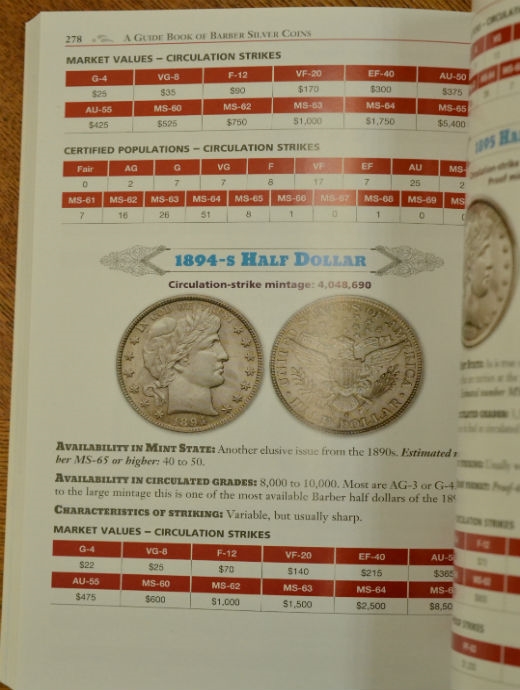 278
A Guide Book of Barber Silver Coins
MARKET VALUES – CIRCULATION STRIKES
G-4 VG-8 F-12 VF-20 EF-40 AU-50
$25 $35 $90 $170 $300 $375
AU-55 MS-60 MS-62 MS-63 MS-64 MS-65
$425 $525 $750 $1,000 $1,750 $5,400
CERTIFIED POPULATIONS – CIRCULATION STRIKES
Fair AG G VG F VF EF AU MS-
0 2 7 7 8 17 7 25 2
MS-61 MS-62 MS-63 MS-64 MS-65 MS-66 MS-67 MS-68 MS-69 MS
7 16 26 51 8 1 0 1 0
1894-S Half Dollar
Circulation-strike mintage: 4,048,690
Availability in Mint State: Another elusive issue from the 1890s. Estimated
ber MS-65 or higher: 40 to 50.
Availability in circulated grades: 8,000 to 10,000. Most are AG-3 or G-4.
to the large mintage this is one of the most available Barber half dollars of the 18
Characteristics of striking: Variable, but usually sharp.
MARKET VALUES – CIRCULATION STRIKES
G-4 VG-8 F-12 VF-20 EF-40 AU-5
$22 $25 $70 $140 $215 $365
AU-55 MS-60 MS-62 MS-63 MS-64 MS-6
$475 $600 $1,000 $1,500 $2,500 $8,50
1895 Ha